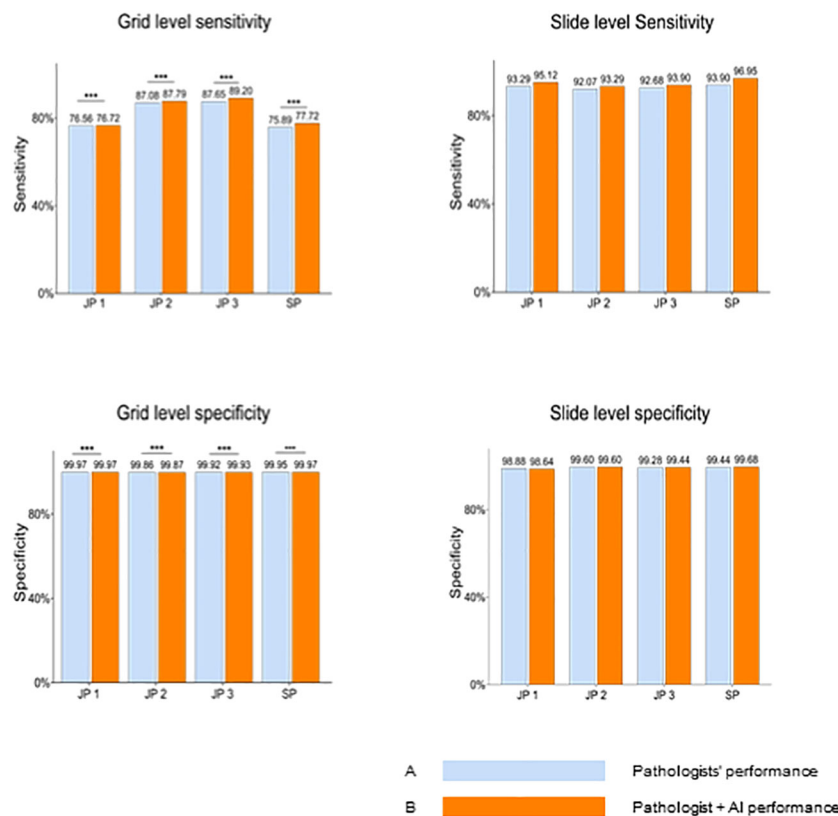 Grid level sensitivity
***
***
***
***
76.56 76.72
87.08 87.79
87.65 89.20
75.89 77.72
80%
40%
0%
Sensitivity
JP 1 JP 2 JP 3 SP
Slide level Sensitivity
93.29 95.12
92.07 93.29
92.68 93.90
93.90 96.95
80%
40%
0%
Sensitivity
JP 1 JP 2 JP 3 SP
Grid level specificity
*** *** *** ***
99.97 99.97 99.86 99.87 99.92 99.93 99.95 99.97
80%
40%
0%
Specificity
JP 1 JP 2 JP 3 SP
Slide level specificity
98.88 98.64 99.60 99.60 99.28 99.44 99.44 99.68
80%
40%
0%
Specificity
JP 1 JP 2 JP 3 SP
A Pathologists' performance
B Pathologist + AI performance